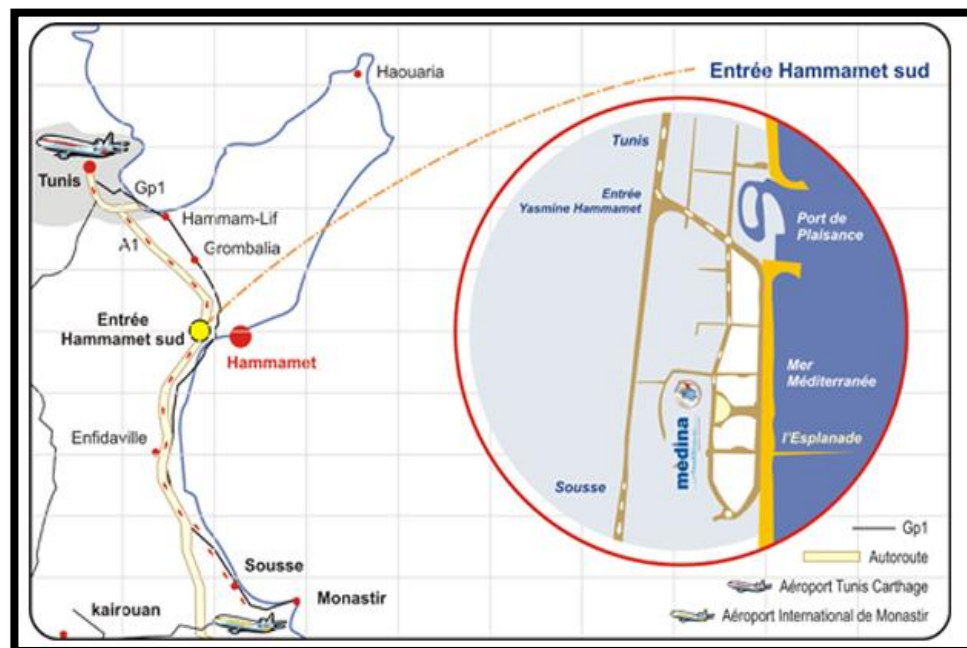 Haouaria
Entrée Hammamet sud
Tunis
Gp1
Hammam-Lif
A1
Grombalia
Entrée
Hammamet sud
Hammamet
Enfidaville
Sousse
Monastir
kairouan
Tunis
Entrée
Yasmine Hammamet
Port de
Plaisance
Mer
Méditerranée
mèdina
l'Esplanade
Sousse
Gp1
Autoroute
Aéroport Tunis Carthage
Aéroport International de Monastir